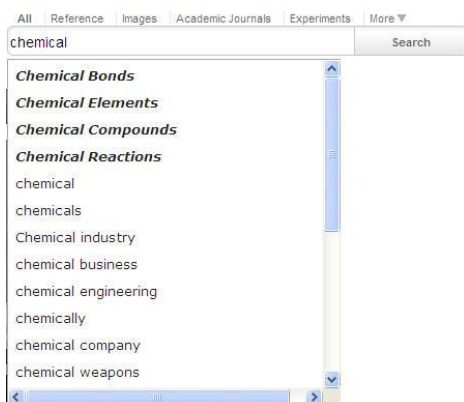 All Reference Images Academic Journals Experiments More ▼
chemical Search
Chemical Bonds
Chemical Elements
Chemical Compounds
Chemical Reactions
chemical
chemicals
Chemical industry
chemical business
chemical engineering
chemically
chemical company
chemical weapons